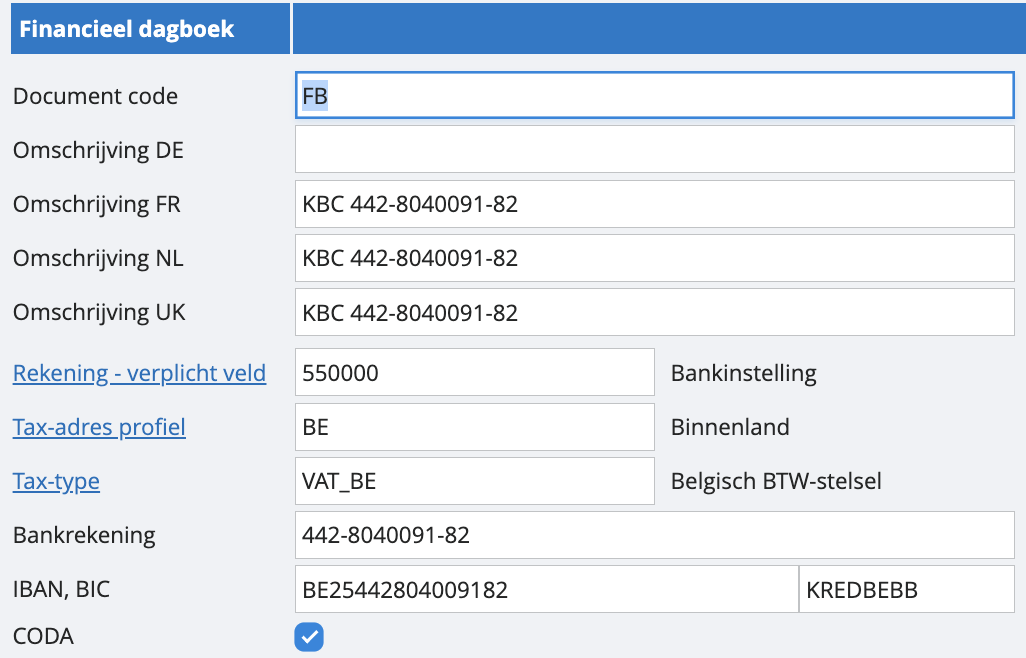 Financieel dagboek
Document code FB
Omschrijving DE
Omschrijving FR KBC 442-8040091-82
Omschrijving NL KBC 442-8040091-82
Omschrijving UK KBC 442-8040091-82
Rekening - verplicht veld 550000 Bankinstelling
Tax-adres profiel BE Binnenland
Tax-type VAT_BE Belgisch BTW-stelsel
Bankrekening 442-8040091-82
IBAN, BIC BE25442804009182 KREDBEBB
CODA